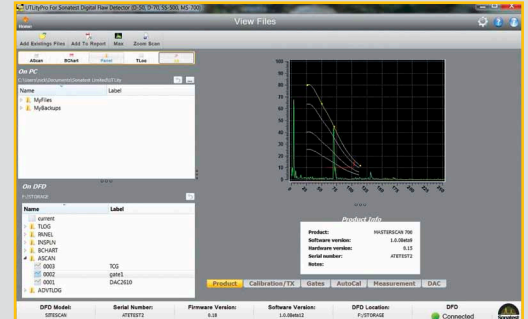 UTLityPro For Sonatest Digital Flaw Detector (D-50, D-70, SS-500, MS-700)
Home
View Files
Add Existings Files Add To Report Max Zoom Scan
AScan BChart Panel TLog
On PC
Name Label
MyFiles
MyBackups
On DFD
F:\STORAGE
Name Label
current
TLOG
PANEL
INSPLN
BCHART
ASCAN
0003 TCG
0002 gate1
0001 DAC2610
ADVTLOG
100
90
80
70
60
50
40
30
20
10
0
Product Info
Product: MASTERSCAN 700
Software version: 1.0.0Beta6
Hardware version: 0.15
Serial number: ATETEST2
Notes:
Product Calibration/TX Gates AutoCal Measurement DAC
DFD Model: Serial Number: Firmware Version: Software Version: DFD Location: DFD
SITESCAN ATETEST2 0.18 1.0.0Beta12 F:\STORAGE Connected
Sonatest